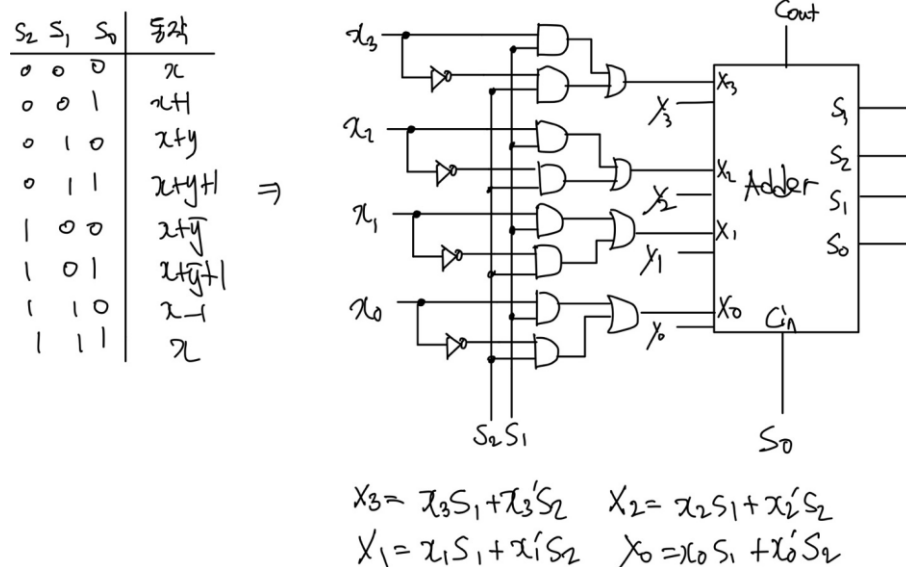 S₂ S₁ S₀ 동작
0 0 0 x
0 0 1 x+1
0 1 0 x+y
0 1 1 x+y+1
1 0 0 x+y̅
1 0 1 x+y̅+1
1 1 0 x-1
1 1 1 x
⇒
x₃
x₂
x₁
x₀
S₂ S₁
Cout
X₃
Y₃
X₂
Y₂
X₁
Y₁
X₀
Y₀
Adder
Cin
S₃
S₂
S₁
S₀
S₀
X₃= x₃S₁+x₃'S₂ X₂= x₂S₁+x₂'S₂
X₁=x₁S₁+x₁'S₂ X₀=x₀S₁+x₀'S₂